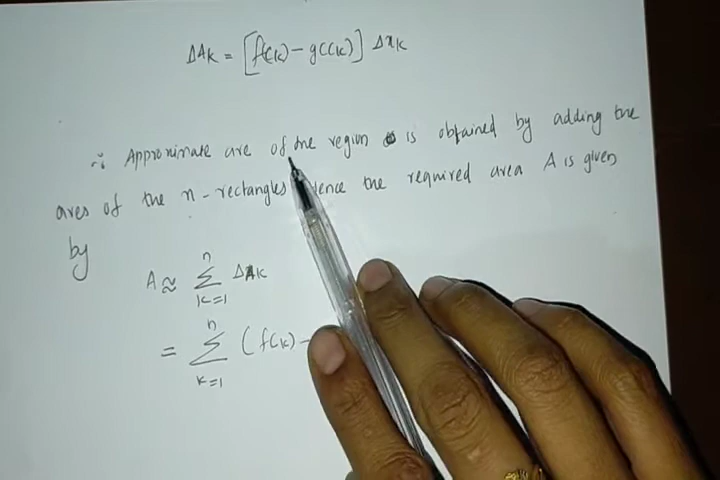 ΔAk = [f(Ck) - g(Ck)] Δxk
∴ Approximate are of the region is obtained by adding the
ares of the n-rectangles. Hence the required area A is given
by
A ≈ Σ k=1 n ΔAk
= Σ k=1 n (f(Ck) -